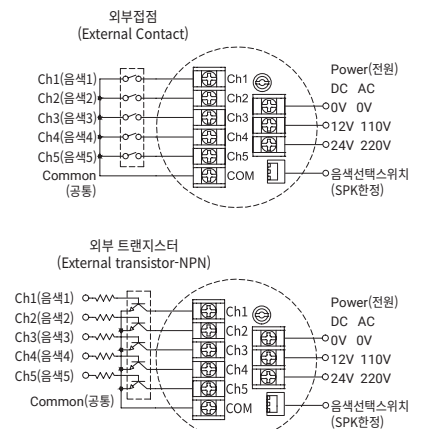 외부접점
(External Contact)
Ch1(음색1)
Ch2(음색2)
Ch3(음색3)
Ch4(음색4)
Ch5(음색5)
Common
(공통)
Ch1
Ch2
Ch3
Ch4
Ch5
COM
Power(전원)
DC AC
0V 0V
12V 110V
24V 220V
음색선택스위치
(SPK한정)
외부 트랜지스터
(External transistor-NPN)
Ch1(음색1)
Ch2(음색2)
Ch3(음색3)
Ch4(음색4)
Ch5(음색5)
Common(공통)
Ch1
Ch2
Ch3
Ch4
Ch5
COM
Power(전원)
DC AC
0V 0V
12V 110V
24V 220V
음색선택스위치
(SPK한정)